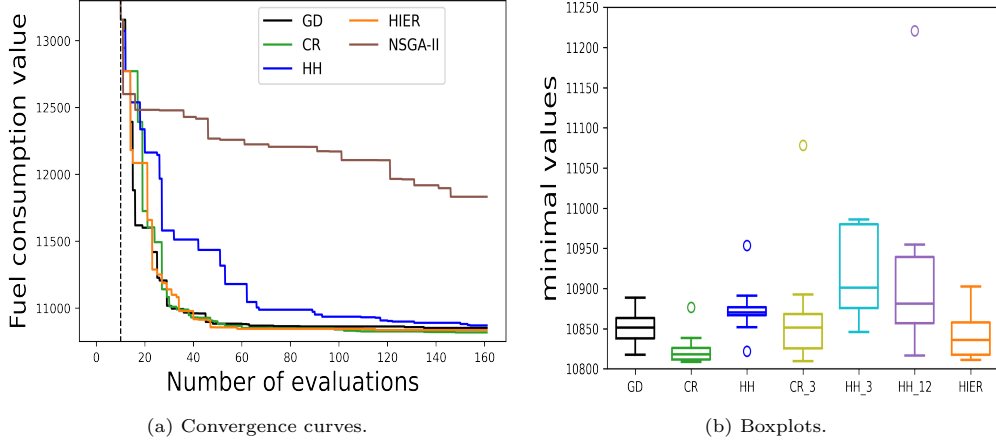 Fuel consumption value
13000
12500
12000
11500
11000
GD
CR
HH
HIER
NSGA-II
0 20 40 60 80 100 120 140 160
Number of evaluations
(a) Convergence curves.
minimal values
11250
11200
11150
11100
11050
11000
10950
10900
10850
10800
GD CR HH CR_3 HH_3 HH_12 HIER
(b) Boxplots.